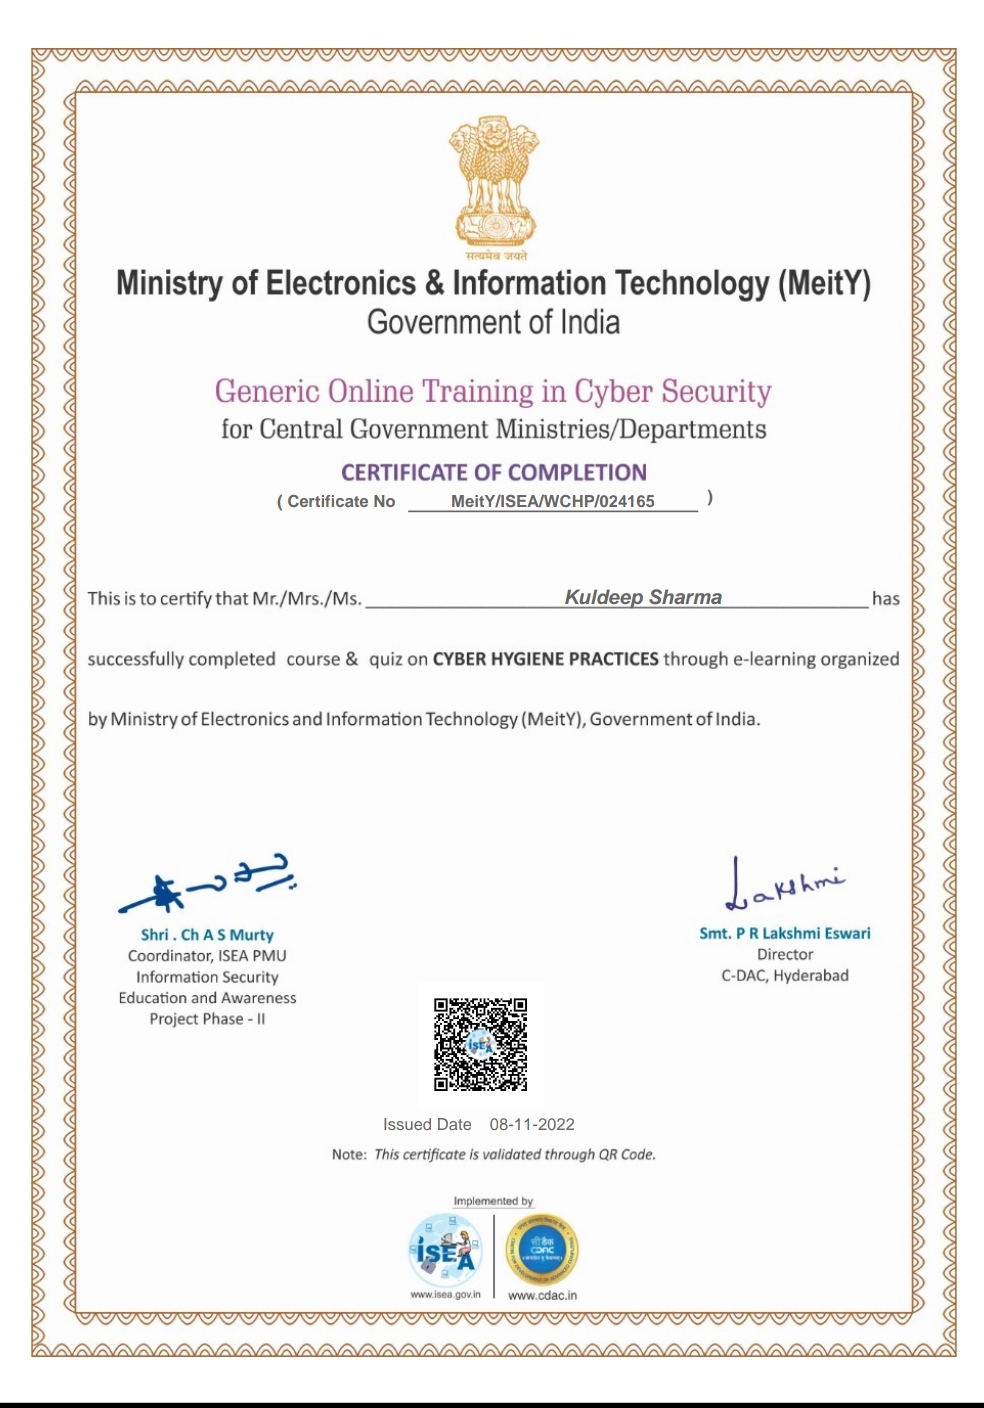 सत्यमेव जयते
Ministry of Electronics & Information Technology (MeitY)
Government of India
Generic Online Training in Cyber Security
for Central Government Ministries/Departments
CERTIFICATE OF COMPLETION
( Certificate No MeitY/ISEA/WCHP/024165 )
This is to certify that Mr./Mrs./Ms. Kuldeep Sharma has
successfully completed course & quiz on CYBER HYGIENE PRACTICES through e-learning organized
by Ministry of Electronics and Information Technology (MeitY), Government of India.
Lakshmi
Shri . Ch A S Murty
Coordinator, ISEA PMU
Information Security
Education and Awareness
Project Phase - II
Smt. P R Lakshmi Eswari
Director
C-DAC, Hyderabad
ISEA
Issued Date 08-11-2022
Note: This certificate is validated through QR Code.
Implemented by
ISEA
सी डैक
CDAC
www.isea.gov.in
www.cdac.in